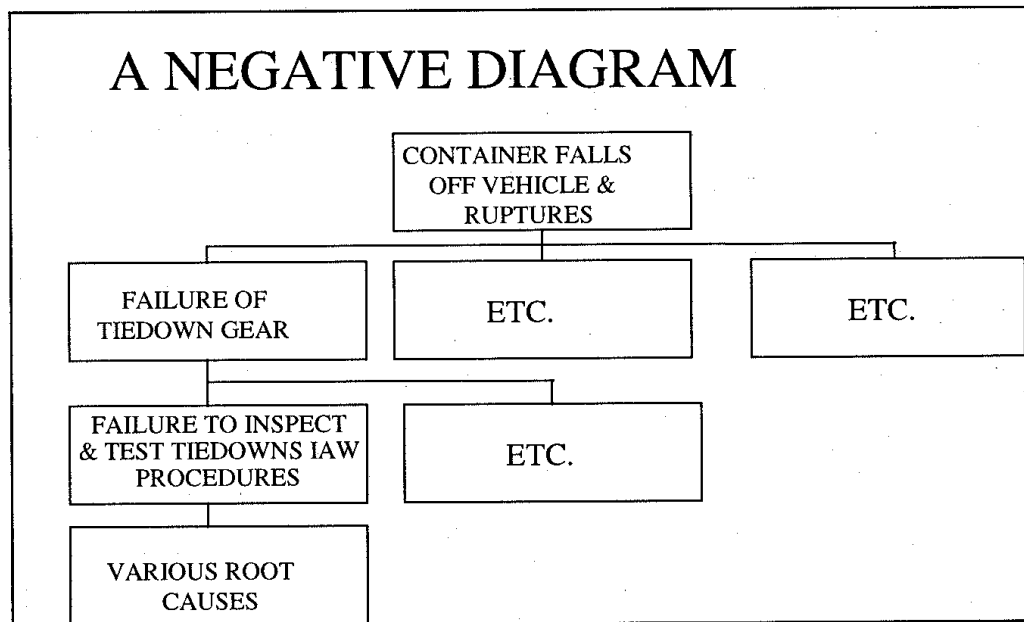 A NEGATIVE DIAGRAM
CONTAINER FALLS
OFF VEHICLE &
RUPTURES
FAILURE OF
TIEDOWN GEAR
ETC.
ETC.
FAILURE TO INSPECT
& TEST TIEDOWNS IAW
PROCEDURES
ETC.
VARIOUS ROOT
CAUSES